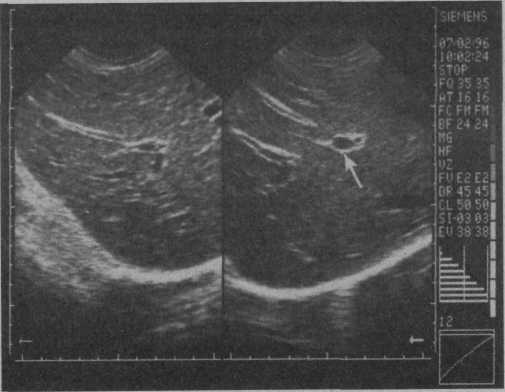 SIEMENS
07:02:96
10:02:24
STOP
FQ 35 35
AT 16 16
FC FM FM
BF 24 24
MG
HF
VZ
FU E2 E2
DR 45 45
CL 50 50
SI-03 03
EU 38 38
12